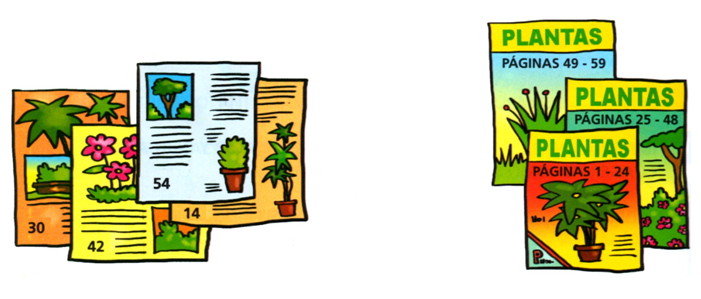 54
14
30
42
PLANTAS
PÁGINAS 49 - 59
PLANTAS
PÁGINAS 25 - 48
PLANTAS
PÁGINAS 1 - 24